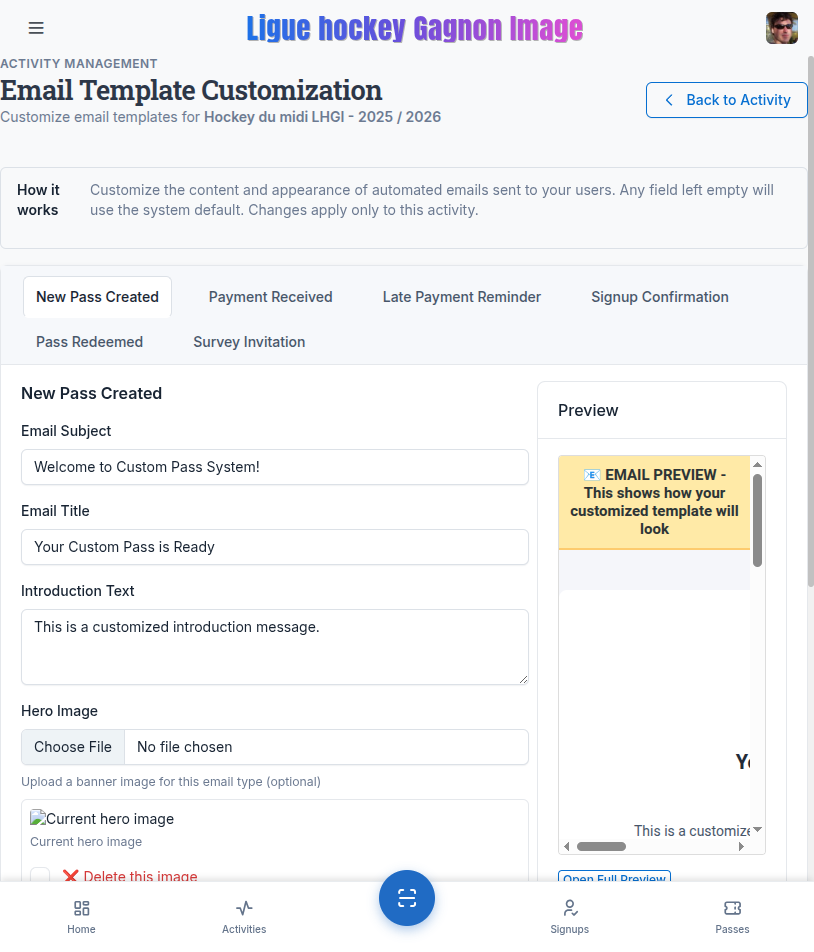 Ligue hockey Gagnon Image
ACTIVITY MANAGEMENT
Email Template Customization
Customize email templates for Hockey du midi LHGI - 2025 / 2026
Back to Activity
How it
works
Customize the content and appearance of automated emails sent to your users. Any field left empty will
use the system default. Changes apply only to this activity.
New Pass Created
Payment Received
Late Payment Reminder
Signup Confirmation
Pass Redeemed
Survey Invitation
New Pass Created
Email Subject
Welcome to Custom Pass System!
Email Title
Your Custom Pass is Ready
Introduction Text
This is a customized introduction message.
Hero Image
Choose File
No file chosen
Upload a banner image for this email type (optional)
Current hero image
Current hero image
❌ Delete this image
Preview
📧 EMAIL PREVIEW -
This shows how your
customized template will
look
Yo
This is a customize
Open Full Preview
Home
Activities
Signups
Passes